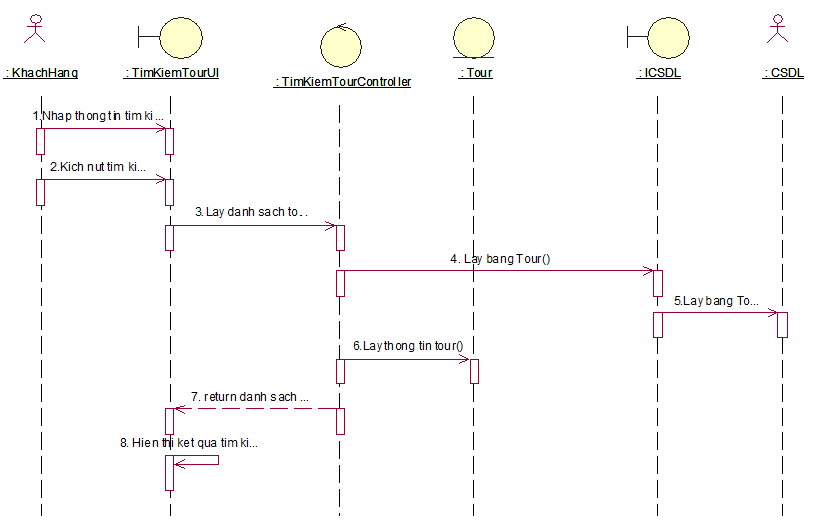 : KhachHang
: TimKiemTourUI
: TimKiemTourController
: Tour
: ICSDL
: CSDL
1.Nhap thong tin tim ki...
2.Kich nut tim ki...
3. Lay danh sach to...
4. Lay bang Tour()
5.Lay bang To...
6.Lay thong tin tour()
7. return danh sach ...
8. Hien thi ket qua tim ki...